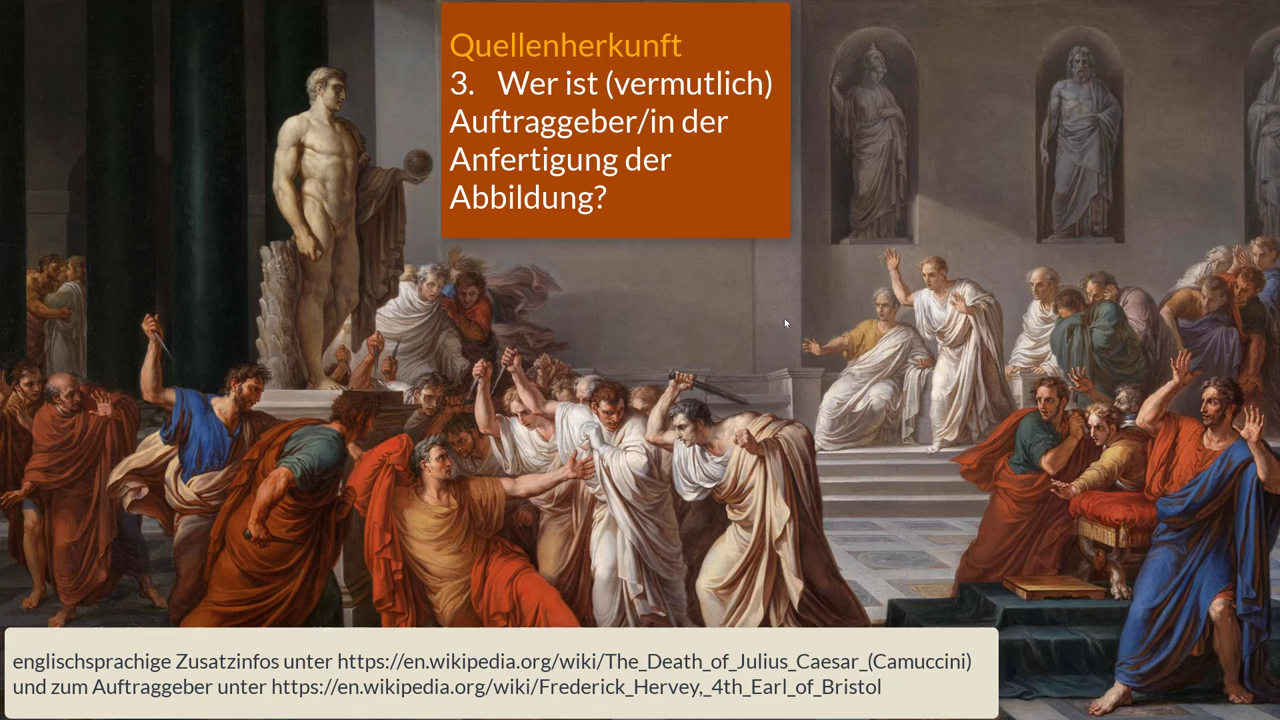 Quellenherkunft
3. Wer ist (vermutlich)
Auftraggeber/in der
Anfertigung der
Abbildung?
englischsprachige Zusatzinfos unter https://en.wikipedia.org/wiki/The_Death_of_Julius_Caesar_(Camuccini)
und zum Auftraggeber unter https://en.wikipedia.org/wiki/Frederick_Hervey,_4th_Earl_of_Bristol